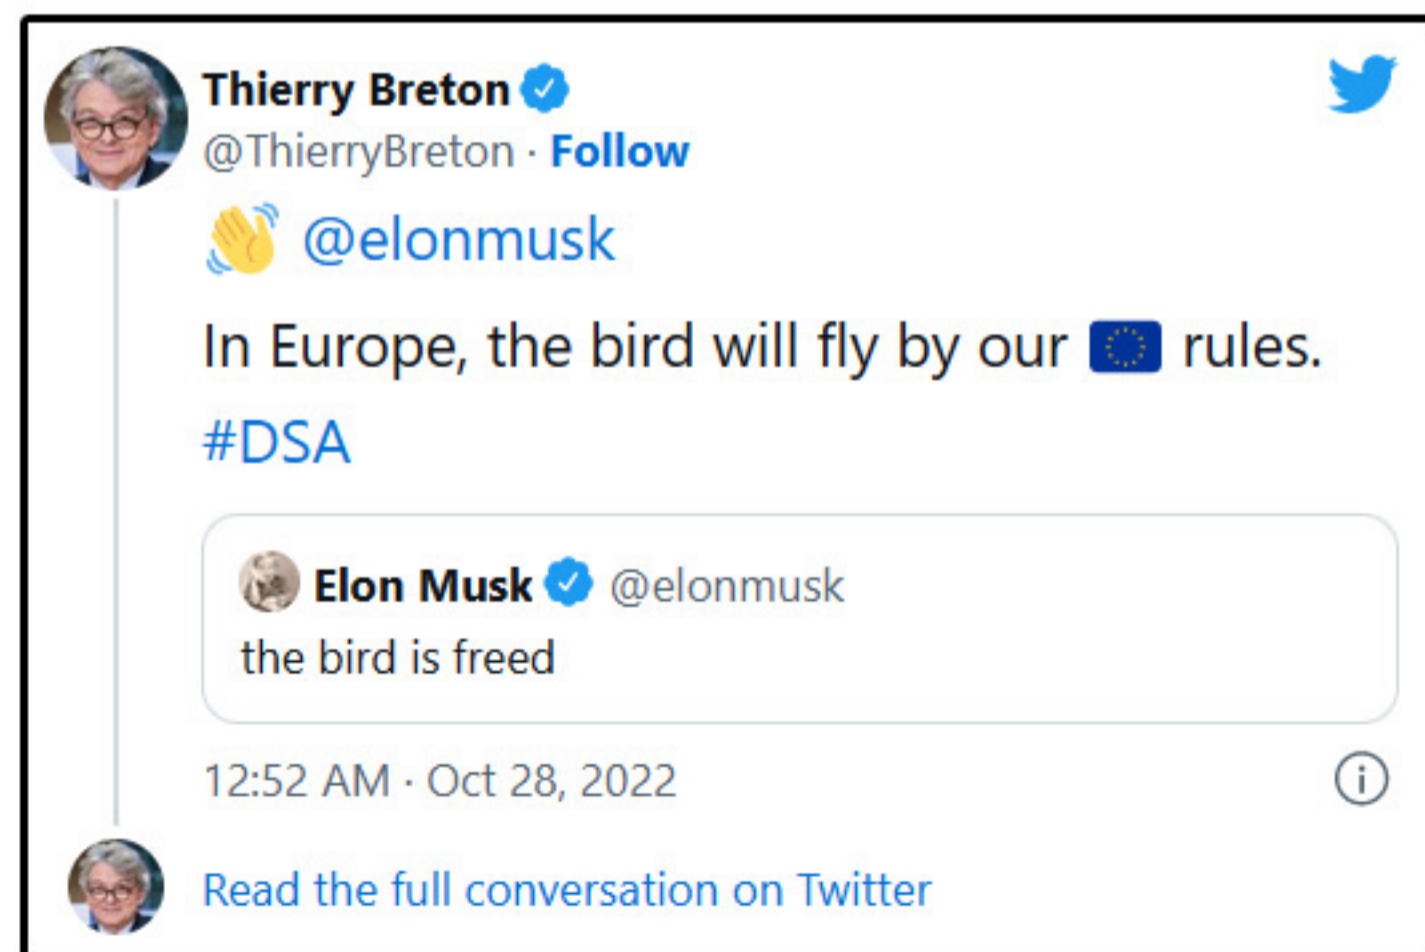 Thierry Breton
@ThierryBreton · Follow
👋 @elonmusk
In Europe, the bird will fly by our 🇪🇺 rules.
#DSA
Elon Musk @elonmusk
the bird is freed
12:52 AM · Oct 28, 2022
Read the full conversation on Twitter